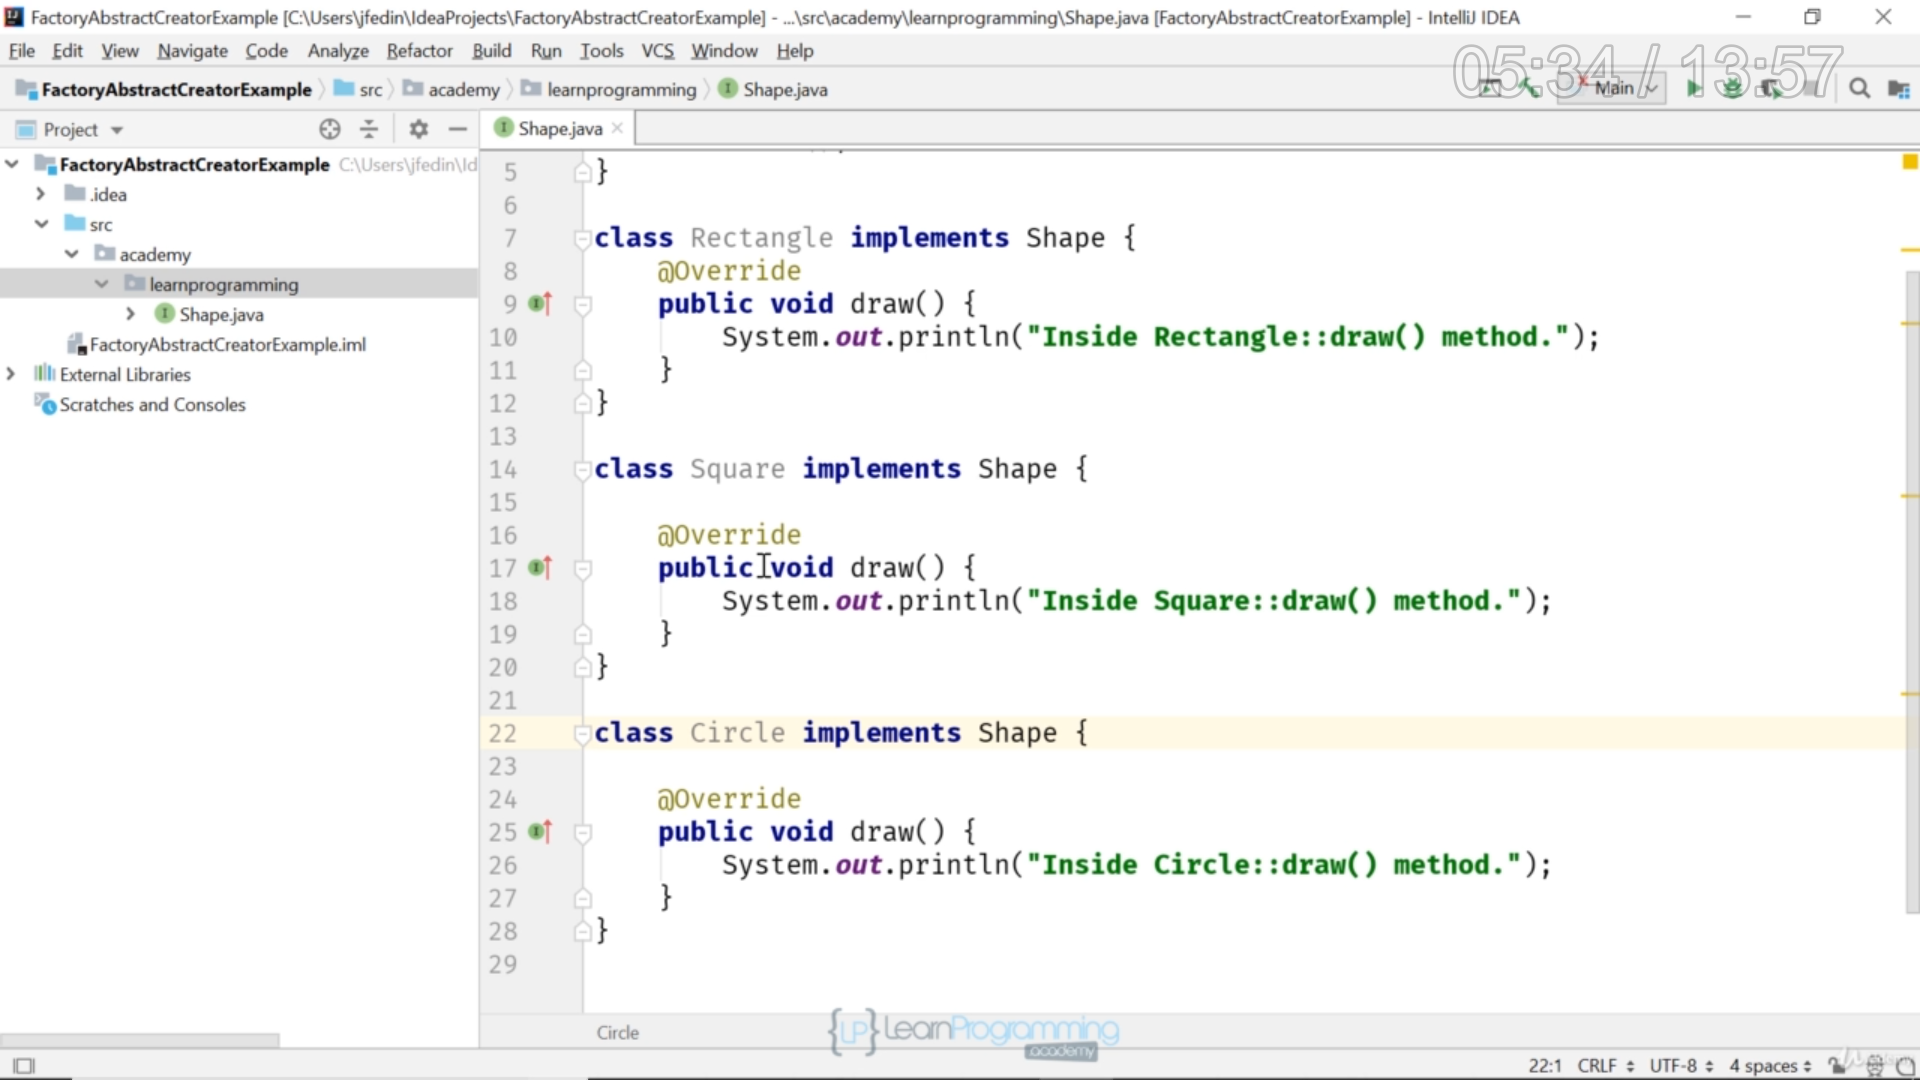 FactoryAbstractCreatorExample [C:\Users\jfedin\IdeaProjects\FactoryAbstractCreatorExample] - ...\src\academy\learnprogramming\Shape.java [FactoryAbstractCreatorExample] - IntelliJ IDEA
File Edit View Navigate Code Analyze Refactor Build Run Tools VCS Window Help
05:34 / 13:57
FactoryAbstractCreatorExample src academy learnprogramming Shape.java Main
Project Shape.java
FactoryAbstractCreatorExample C:\Users\jfedin\Id
.idea
src
academy
learnprogramming
Shape.java
FactoryAbstractCreatorExample.iml
External Libraries
Scratches and Consoles
5 }
6
7 class Rectangle implements Shape {
8 @Override
9 public void draw() {
10 System.out.println("Inside Rectangle::draw() method.");
11 }
12 }
13
14 class Square implements Shape {
15
16 @Override
17 public void draw() {
18 System.out.println("Inside Square::draw() method.");
19 }
20 }
21
22 class Circle implements Shape {
23
24 @Override
25 public void draw() {
26 System.out.println("Inside Circle::draw() method.");
27 }
28 }
29
Circle
{LP} LearnProgramming
academy
22:1 CRLF UTF-8 4 spaces